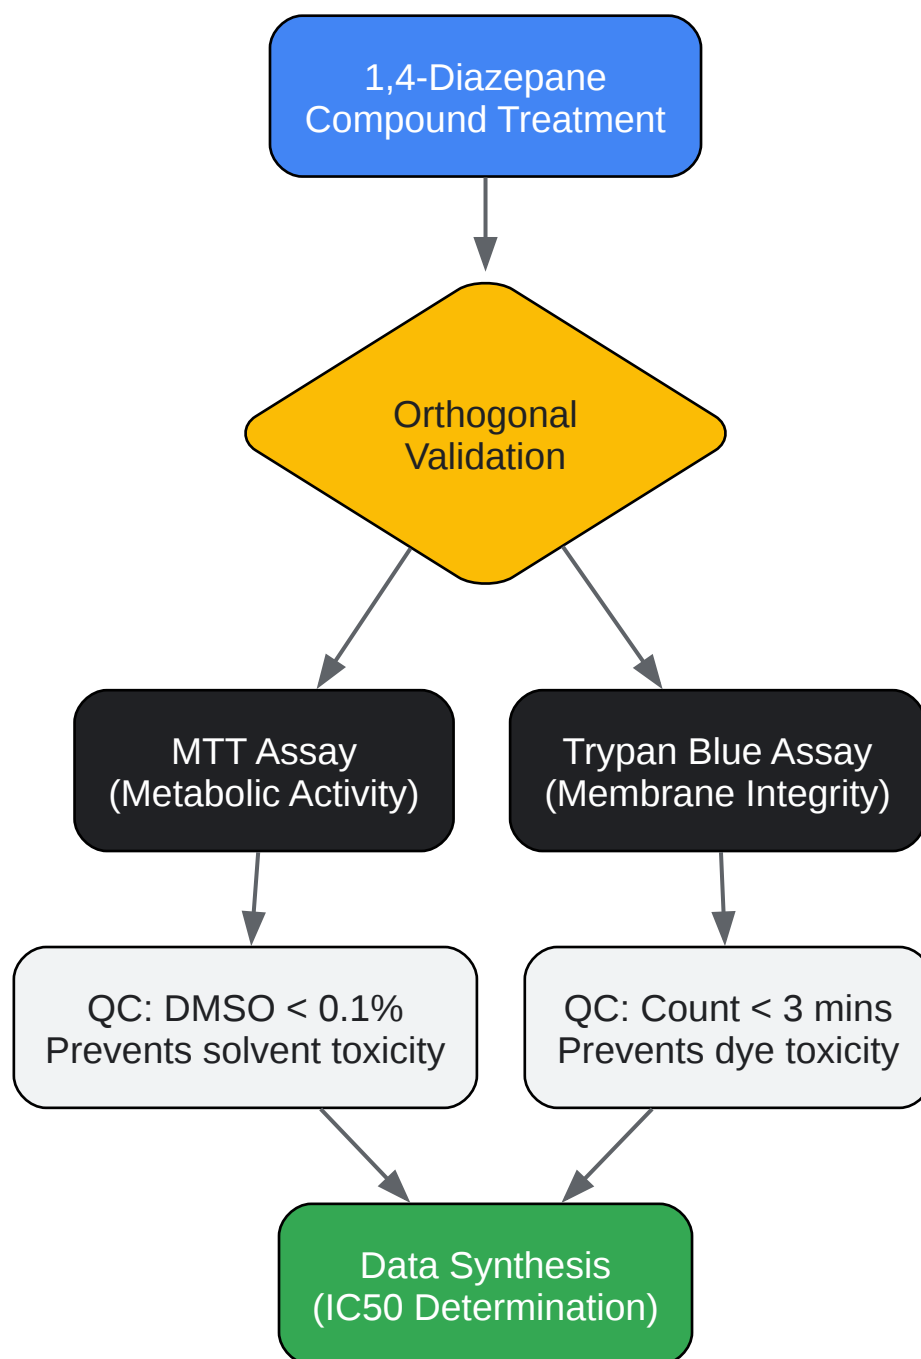 1,4-Diazepane
Compound Treatment
Orthogonal
Validation
MTT Assay
(Metabolic Activity)
Trypan Blue Assay
(Membrane Integrity)
QC: DMSO < 0.1%
Prevents solvent toxicity
QC: Count < 3 mins
Prevents dye toxicity
Data Synthesis
(IC50 Determination)